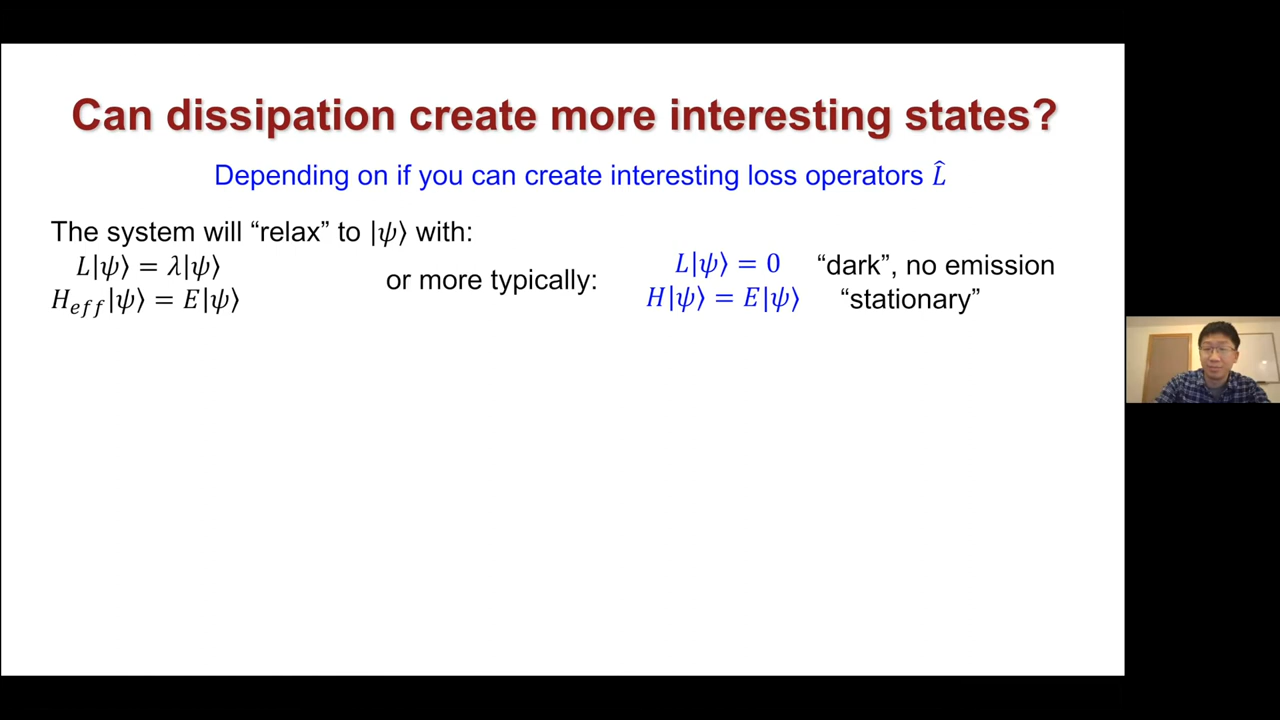 Can dissipation create more interesting states?
Depending on if you can create interesting loss operators L̂
The system will “relax” to |ψ⟩ with:
L|ψ⟩ = λ|ψ⟩
H_eff|ψ⟩ = E|ψ⟩
or more typically:
L|ψ⟩ = 0 “dark”, no emission
H|ψ⟩ = E|ψ⟩ “stationary”